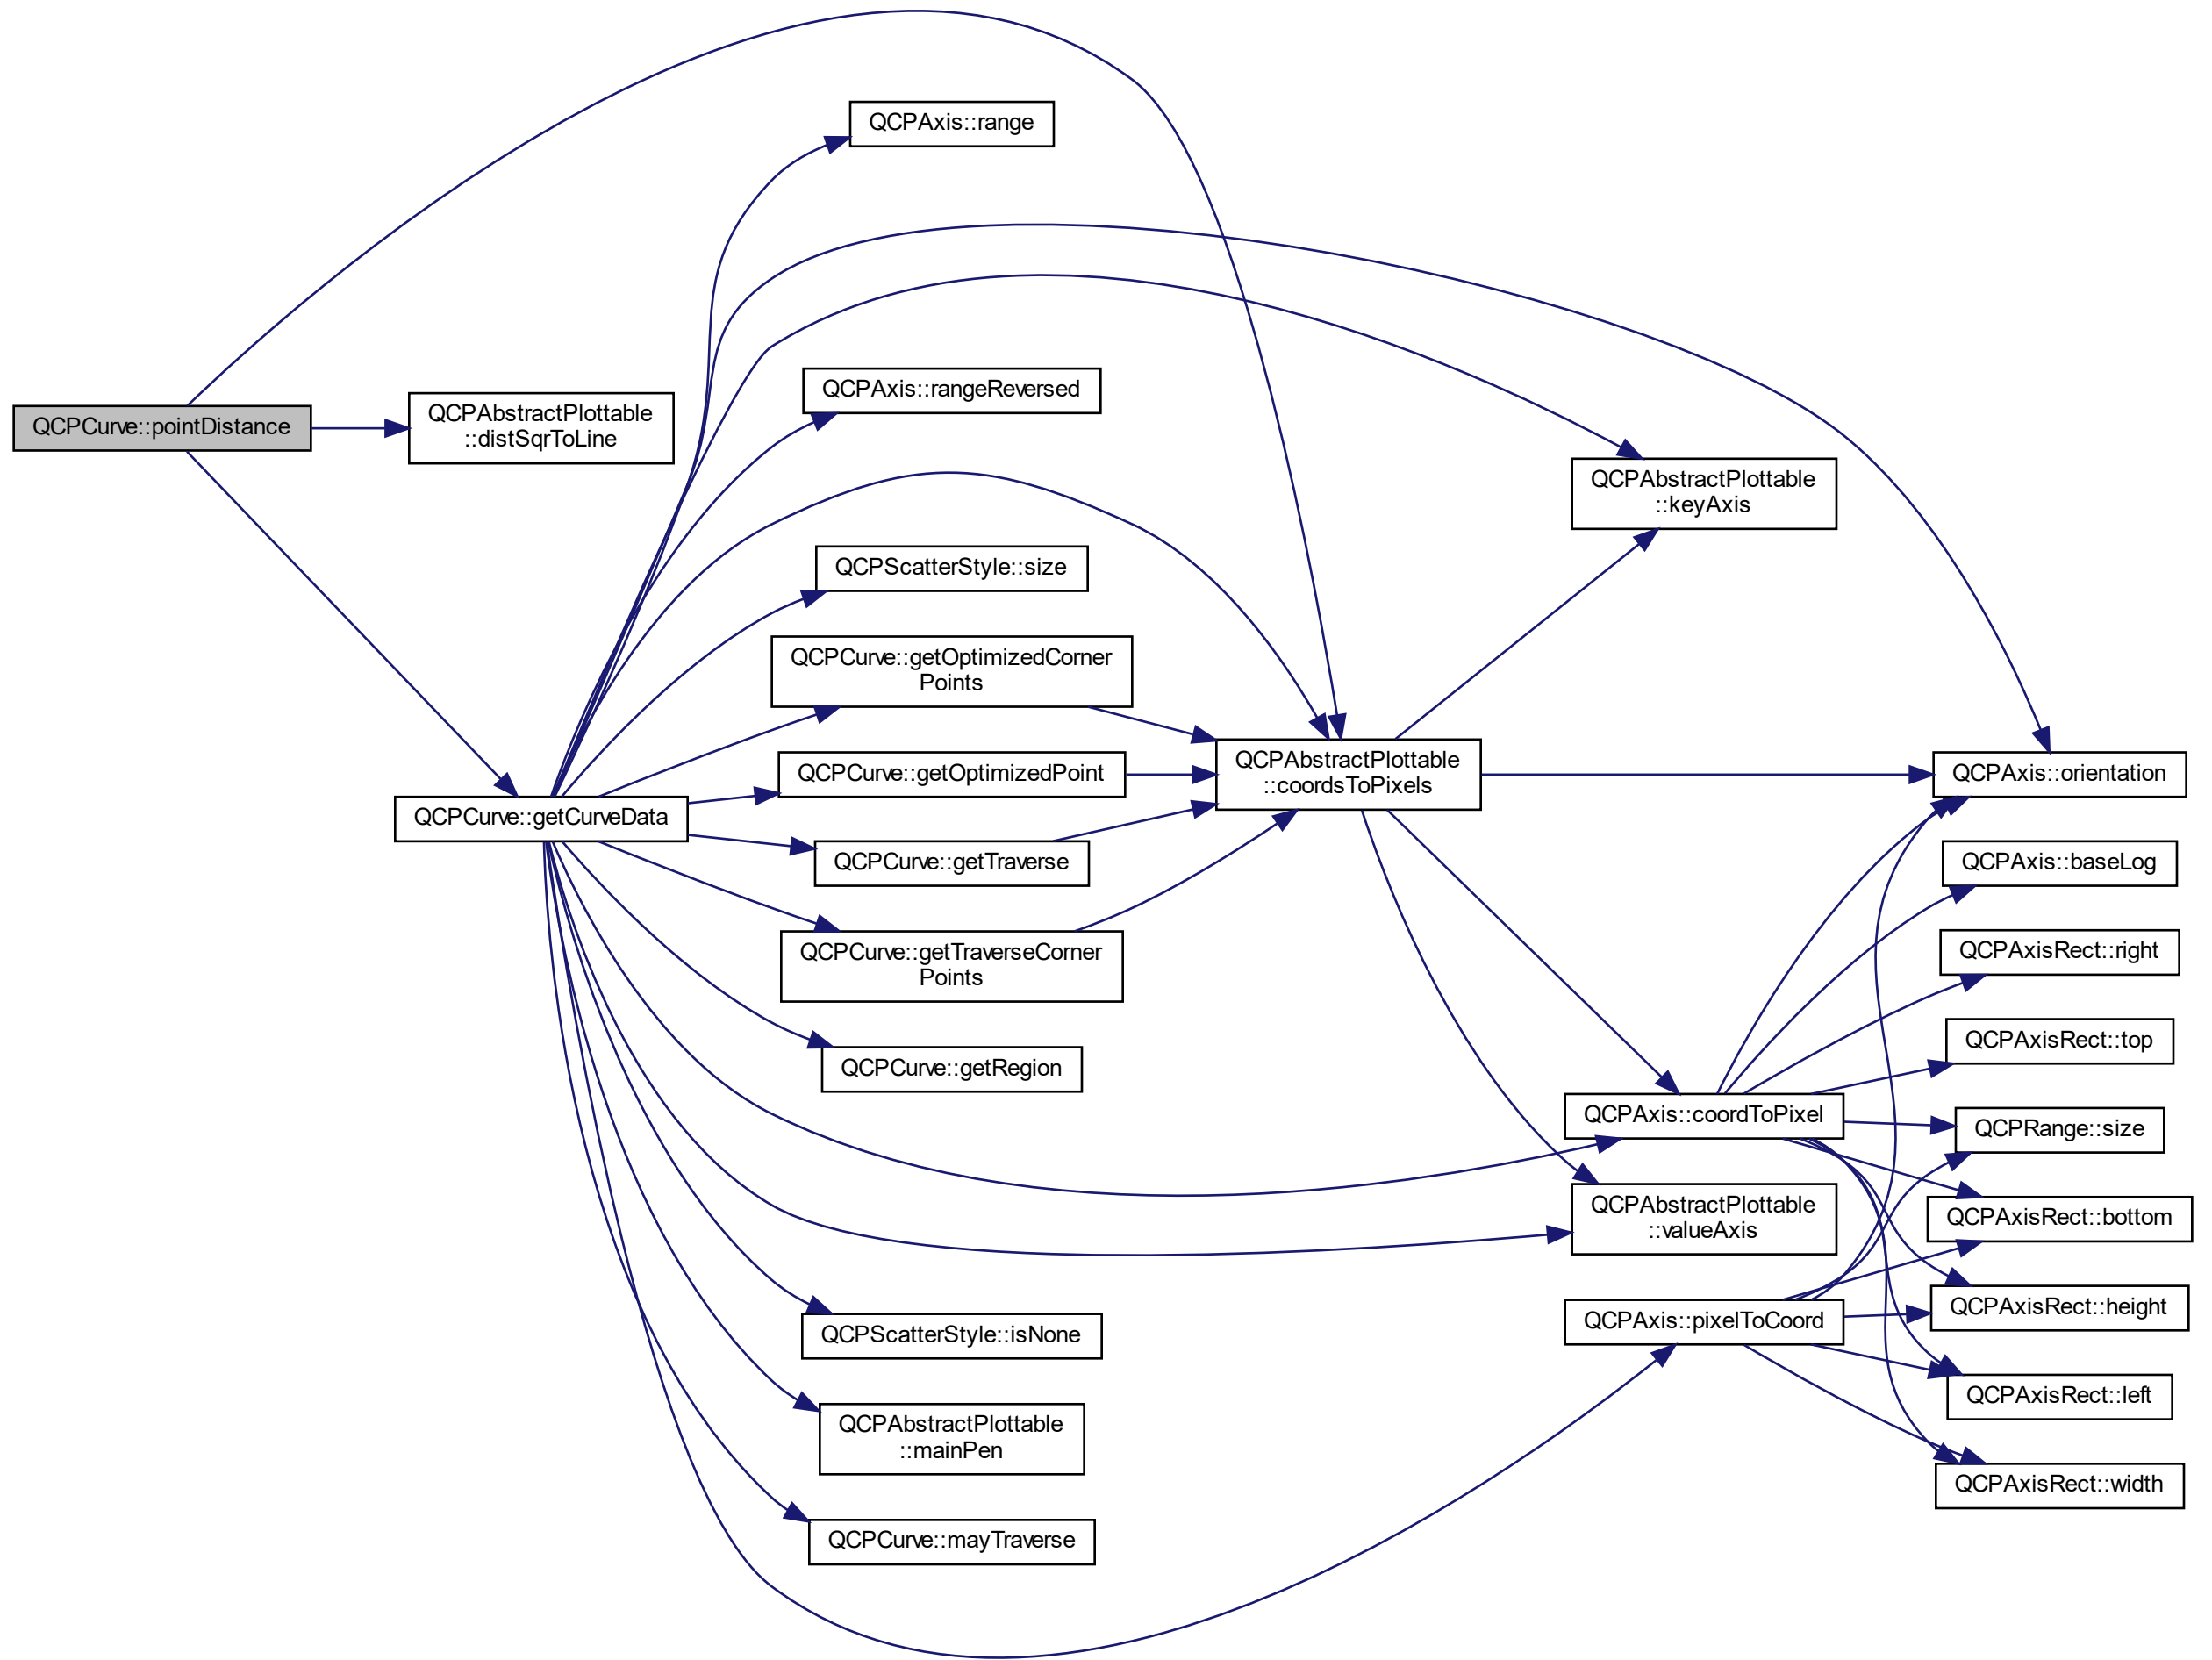 QCPCurve::pointDistance
QCPAbstractPlottable
::distSqrToLine
QCPCurve::getCurveData
QCPAxis::range
QCPAxis::rangeReversed
QCPScatterStyle::size
QCPCurve::getOptimizedCorner
Points
QCPCurve::getOptimizedPoint
QCPCurve::getTraverse
QCPCurve::getTraverseCorner
Points
QCPCurve::getRegion
QCPScatterStyle::isNone
QCPAbstractPlottable
::mainPen
QCPCurve::mayTraverse
QCPAbstractPlottable
::coordsToPixels
QCPAbstractPlottable
::keyAxis
QCPAxis::coordToPixel
QCPAbstractPlottable
::valueAxis
QCPAxis::pixelToCoord
QCPAxis::orientation
QCPAxis::baseLog
QCPAxisRect::right
QCPAxisRect::top
QCPRange::size
QCPAxisRect::bottom
QCPAxisRect::height
QCPAxisRect::left
QCPAxisRect::width